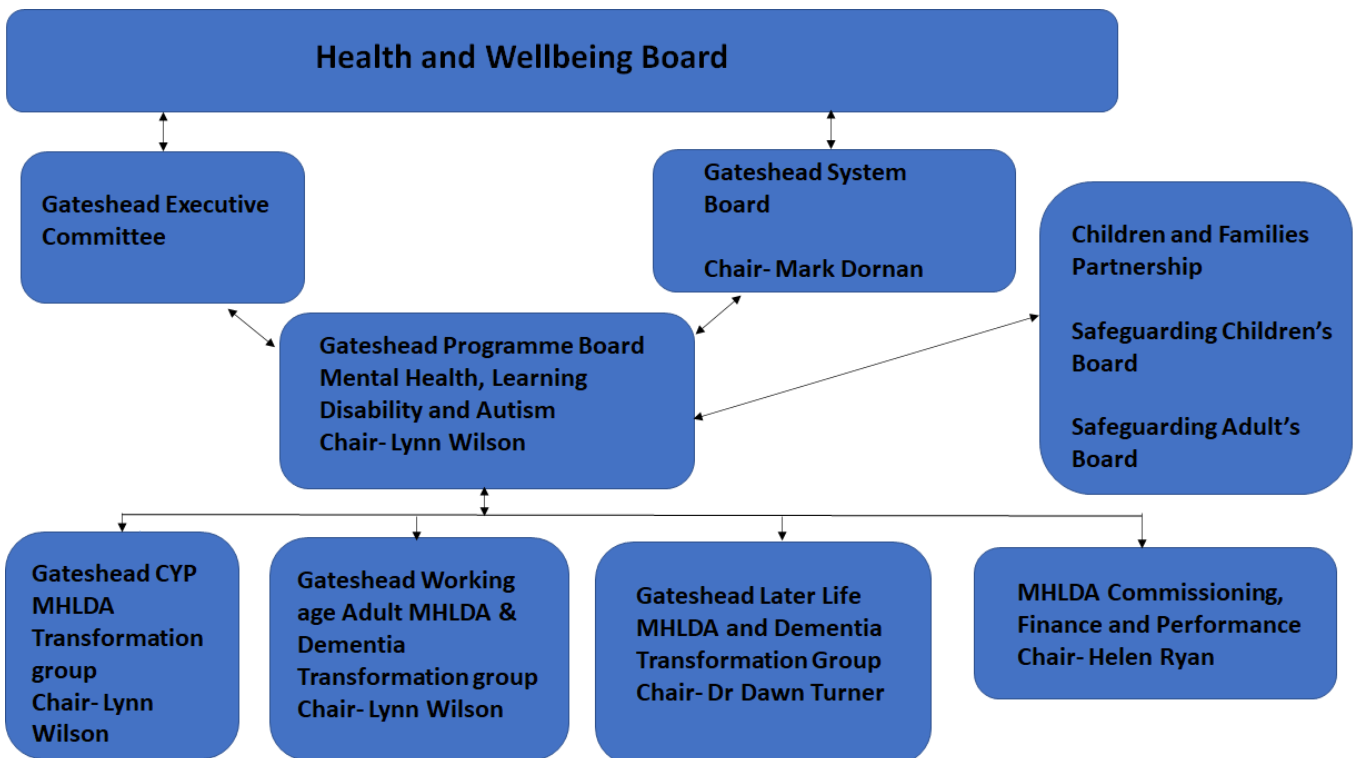 Health and Wellbeing Board
Gateshead Executive
Committee
Gateshead System
Board
Chair- Mark Dornan
Children and Families
Partnership
Safeguarding Children’s
Board
Safeguarding Adult’s
Board
Gateshead Programme Board
Mental Health, Learning
Disability and Autism
Chair- Lynn Wilson
Gateshead CYP
MHLDA
Transformation
group
Chair- Lynn
Wilson
Gateshead Working
age Adult MHLDA &
Dementia
Transformation group
Chair- Lynn Wilson
Gateshead Later Life
MHLDA and Dementia
Transformation Group
Chair- Dr Dawn Turner
MHLDA Commissioning,
Finance and Performance
Chair- Helen Ryan